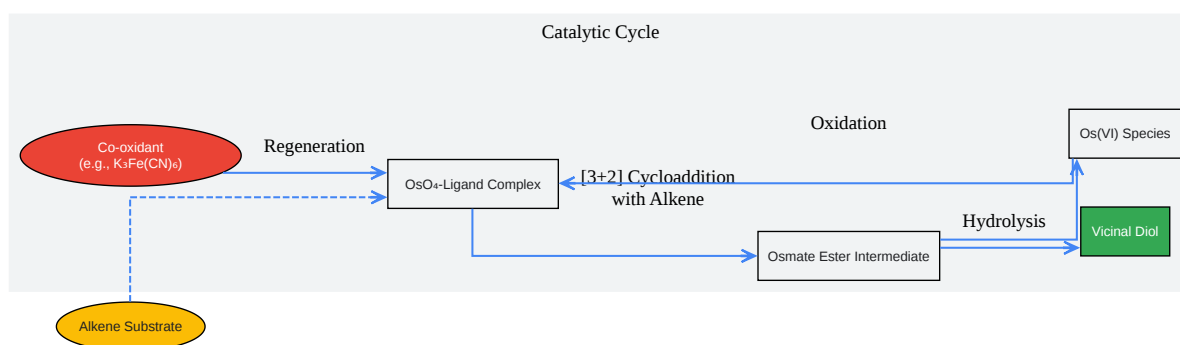 Catalytic Cycle
Co-oxidant
(e.g., K₃Fe(CN)₆)
Regeneration
OsO₄-Ligand Complex
[3+2] Cycloaddition
with Alkene
Oxidation
Os(VI) Species
Hydrolysis
Vicinal Diol
Osmate Ester Intermediate
Alkene Substrate